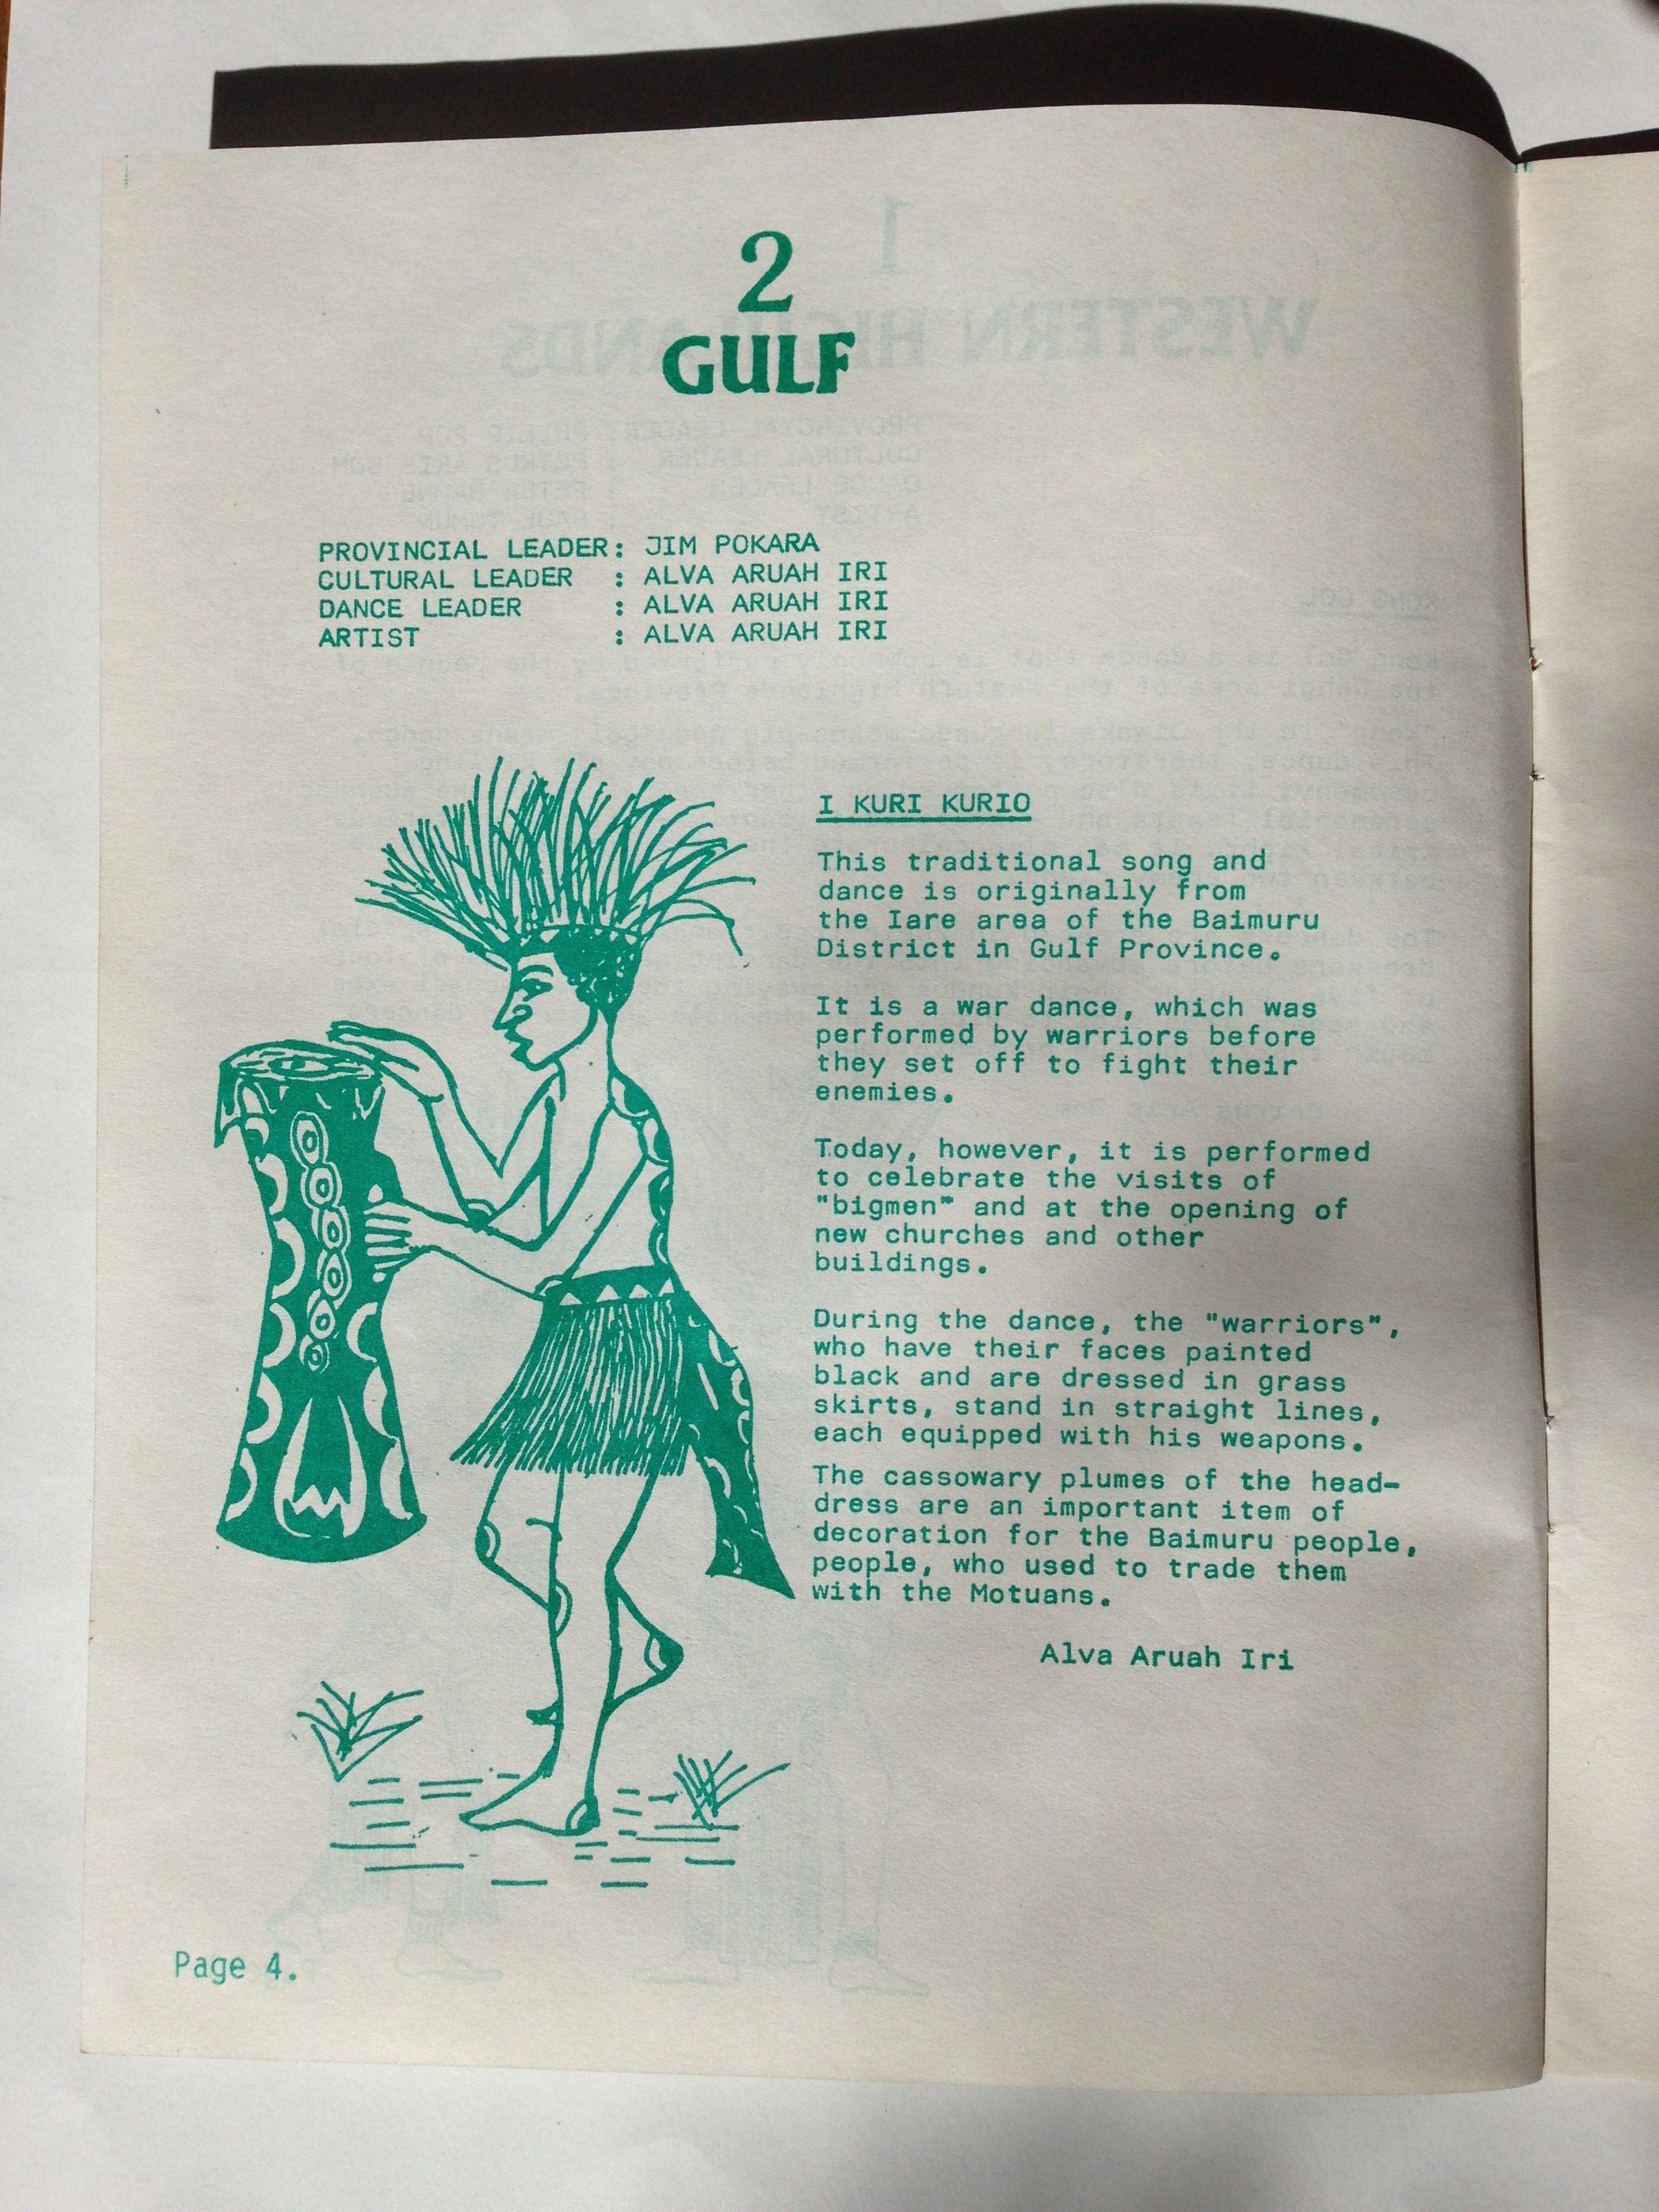 2
GULF
PROVINCIAL LEADER: JIM POKARA
CULTURAL LEADER : ALVA ARUAH IRI
DANCE LEADER : ALVA ARUAH IRI
ARTIST : ALVA ARUAH IRI
I KURI KURIO
This traditional song and
dance is originally from
the Iare area of the Baimuru
District in Gulf Province.
It is a war dance, which was
performed by warriors before
they set off to fight their
enemies.
Today, however, it is performed
to celebrate the visits of
"bigmen" and at the opening of
new churches and other
buildings.
During the dance, the "warriors",
who have their faces painted
black and are dressed in grass
skirts, stand in straight lines,
each equipped with his weapons.
The cassowary plumes of the head-
dress are an important item of
decoration for the Baimuru people,
people, who used to trade them
with the Motuans.
Alva Aruah Iri
Page 4.